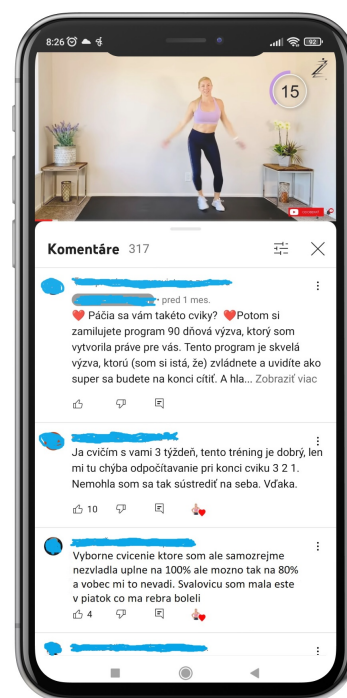 8:26
92
15
Komentáre 317
pred 1 mes.
❤️ Páčia sa vám takéto cviky? ❤️Potom si
zamilujete program 90 dňová výzva, ktorý som
vytvorila práve pre vás. Tento program je skvelá
výzva, ktorú (som si istá, že) zvládnete a uvidíte ako
super sa budete na konci cítiť. A hla... Zobraziť viac
Ja cvičím s vami 3 týždeň, tento tréning je dobrý, len
mi tu chýba odpočítavanie pri konci cviku 3 2 1.
Nemohla som sa tak sústrediť na seba. Vďaka.
10
Vyborne cvicenie ktore som ale samozrejme
nezvladla uplne na 100% ale mozno tak na 80%
a vobec mi to nevadi. Svalovicu som mala este
v piatok co ma rebra boleli
4